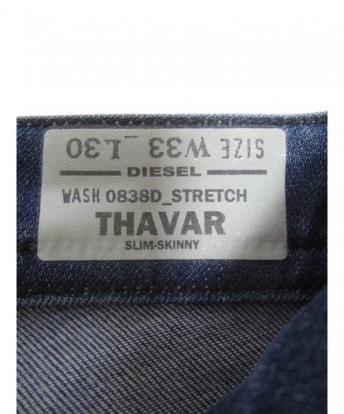 SIZE W33_L30
DIESEL
WASH 0838D_STRETCH
THAVAR
SLIM-SKINNY